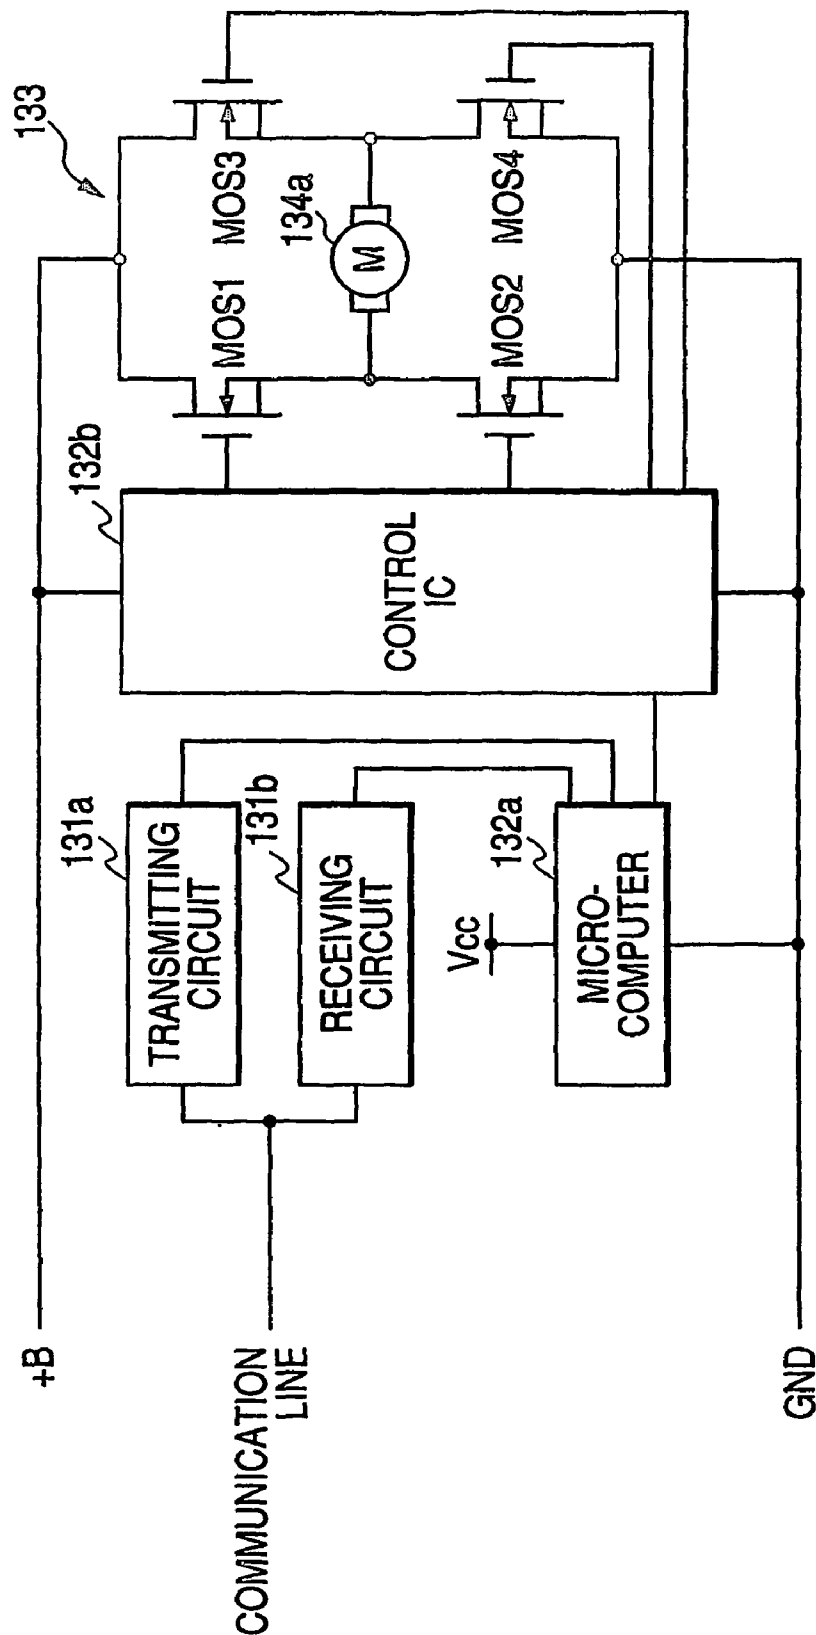 133
+B
132b
MOS1
MOS3
134a
M
MOS2
MOS4
CONTROL
IC
131a
TRANSMITTING
CIRCUIT
131b
RECEIVING
CIRCUIT
COMMUNICATION
LINE
Vcc
132a
MICRO-
COMPUTER
GND